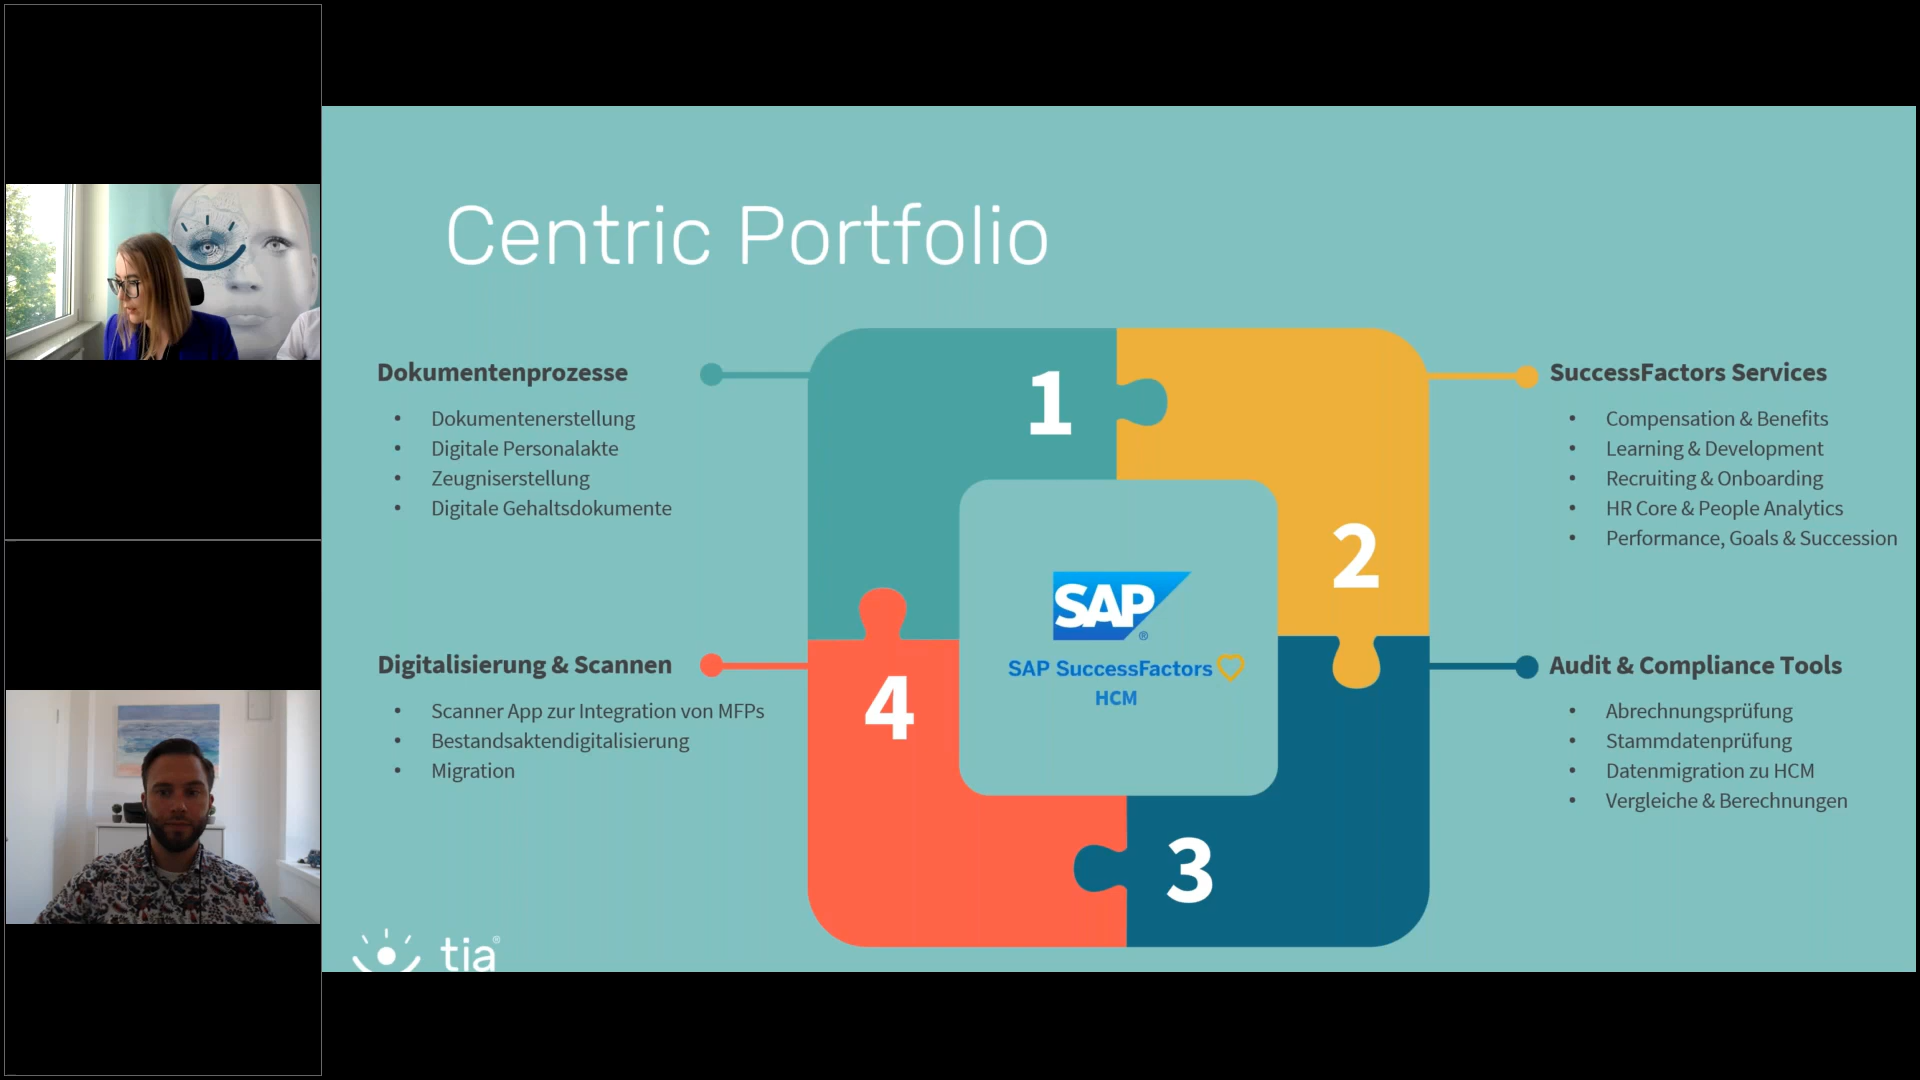 Centric Portfolio
Dokumentenprozesse
• Dokumentenerstellung
• Digitale Personalakte
• Zeugniserstellung
• Digitale Gehaltsdokumente
1
SuccessFactors Services
• Compensation & Benefits
• Learning & Development
• Recruiting & Onboarding
• HR Core & People Analytics
• Performance, Goals & Succession
2
SAP®
SAP SuccessFactors
HCM
Digitalisierung & Scannen
• Scanner App zur Integration von MFPs
• Bestandsaktendigitalisierung
• Migration
4
Audit & Compliance Tools
• Abrechnungsprüfung
• Stammdatenprüfung
• Datenmigration zu HCM
• Vergleiche & Berechnungen
3
tia®